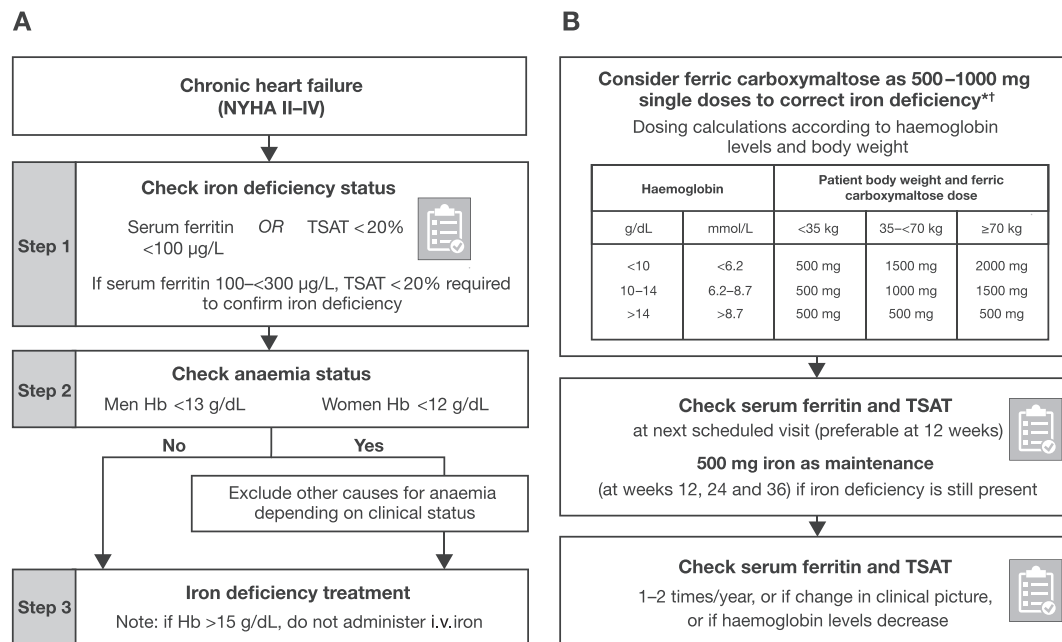 A
Chronic heart failure
(NYHA II–IV)
Step 1
Check iron deficiency status
Serum ferritin OR TSAT <20%
<100 µg/L
If serum ferritin 100–<300 µg/L, TSAT <20% required
to confirm iron deficiency
Step 2
Check anaemia status
Men Hb <13 g/dL Women Hb <12 g/dL
No Yes
Exclude other causes for anaemia
depending on clinical status
Step 3
Iron deficiency treatment
Note: if Hb >15 g/dL, do not administer i.v. iron
B
Consider ferric carboxymaltose as 500–1000 mg
single doses to correct iron deficiency*†
Dosing calculations according to haemoglobin
levels and body weight
Haemoglobin Patient body weight and ferric
carboxymaltose dose
g/dL mmol/L <35 kg 35–<70 kg ≥70 kg
<10 <6.2 500 mg 1500 mg 2000 mg
10–14 6.2–8.7 500 mg 1000 mg 1500 mg
>14 >8.7 500 mg 500 mg 500 mg
Check serum ferritin and TSAT
at next scheduled visit (preferable at 12 weeks)
500 mg iron as maintenance
(at weeks 12, 24 and 36) if iron deficiency is still present
Check serum ferritin and TSAT
1–2 times/year, or if change in clinical picture,
or if haemoglobin levels decrease